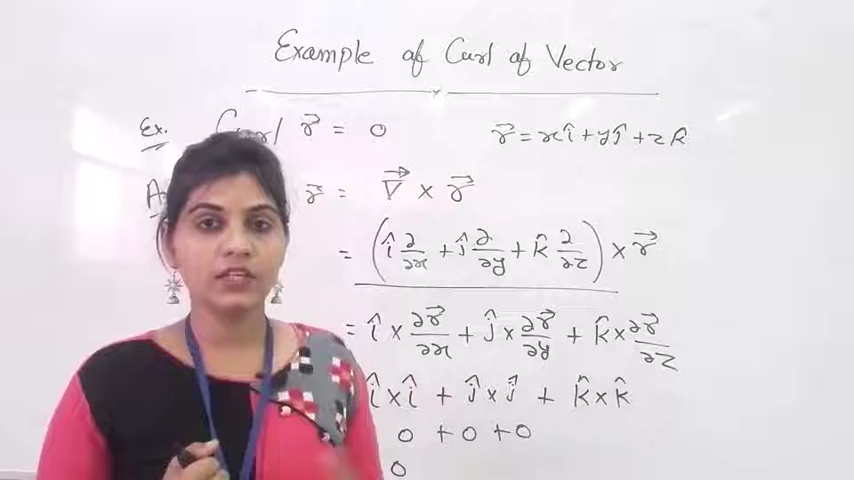 Example of Curl of Vector
Ex. Curl r⃗ = 0 r⃗ = xî + yĵ + zk̂
r⃗ = ∇⃗ × r⃗
= (î ∂/∂x + ĵ ∂/∂y + k̂ ∂/∂z) × r⃗
= î × ∂r⃗/∂x + ĵ × ∂r⃗/∂y + k̂ × ∂r⃗/∂z
î × î + ĵ × ĵ + k̂ × k̂
0 + 0 + 0
0